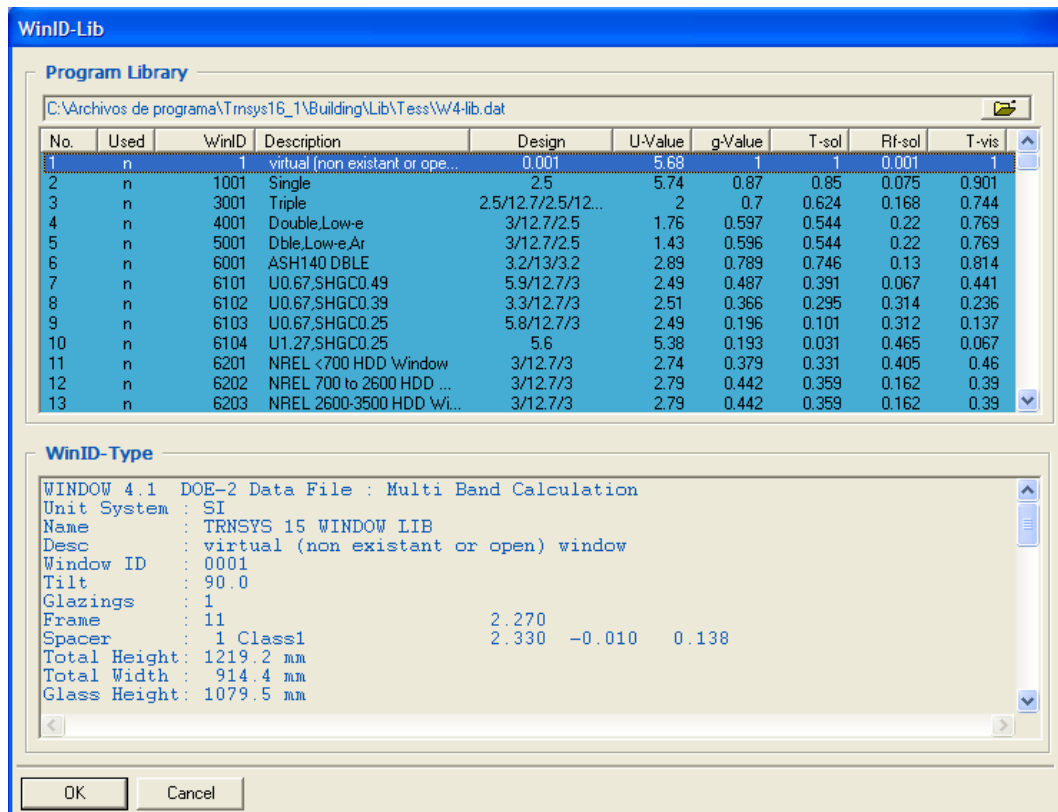 WinID-Lib
Program Library
C:\Archivos de programa\Trnsys16_1\Building\Lib\Tess\W4-lib.dat
No. Used WinID Description Design U-Value g-Value T-sol Rf-sol T-vis
1 n 1 virtual (non existant or ope... 0.001 5.68 1 1 0.001 1
2 n 1001 Single 2.5 5.74 0.87 0.85 0.075 0.901
3 n 3001 Triple 2.5/12.7/2.5/12... 2 0.7 0.624 0.168 0.744
4 n 4001 Double,Low-e 3/12.7/2.5 1.76 0.597 0.544 0.22 0.769
5 n 5001 Dble,Low-e,Ar 3/12.7/2.5 1.43 0.596 0.544 0.22 0.769
6 n 6001 ASH140 DBLE 3.2/13/3.2 2.89 0.789 0.746 0.13 0.814
7 n 6101 U0.67,SHGC0.49 5.9/12.7/3 2.49 0.487 0.391 0.067 0.441
8 n 6102 U0.67,SHGC0.39 3.3/12.7/3 2.51 0.366 0.295 0.314 0.236
9 n 6103 U0.67,SHGC0.25 5.8/12.7/3 2.49 0.196 0.101 0.312 0.137
10 n 6104 U1.27,SHGC0.25 5.6 5.38 0.193 0.031 0.465 0.067
11 n 6201 NREL <700 HDD Window 3/12.7/3 2.74 0.379 0.331 0.405 0.46
12 n 6202 NREL 700 to 2600 HDD ... 3/12.7/3 2.79 0.442 0.359 0.162 0.39
13 n 6203 NREL 2600-3500 HDD Wi... 3/12.7/3 2.79 0.442 0.359 0.162 0.39
WinID-Type
WINDOW 4.1 DOE-2 Data File : Multi Band Calculation
Unit System : SI
Name : TRNSYS 15 WINDOW LIB
Desc : virtual (non existant or open) window
Window ID : 0001
Tilt : 90.0
Glazings : 1
Frame : 11 2.270
Spacer : 1 Class1 2.330 -0.010 0.138
Total Height: 1219.2 mm
Total Width : 914.4 mm
Glass Height: 1079.5 mm
OK Cancel